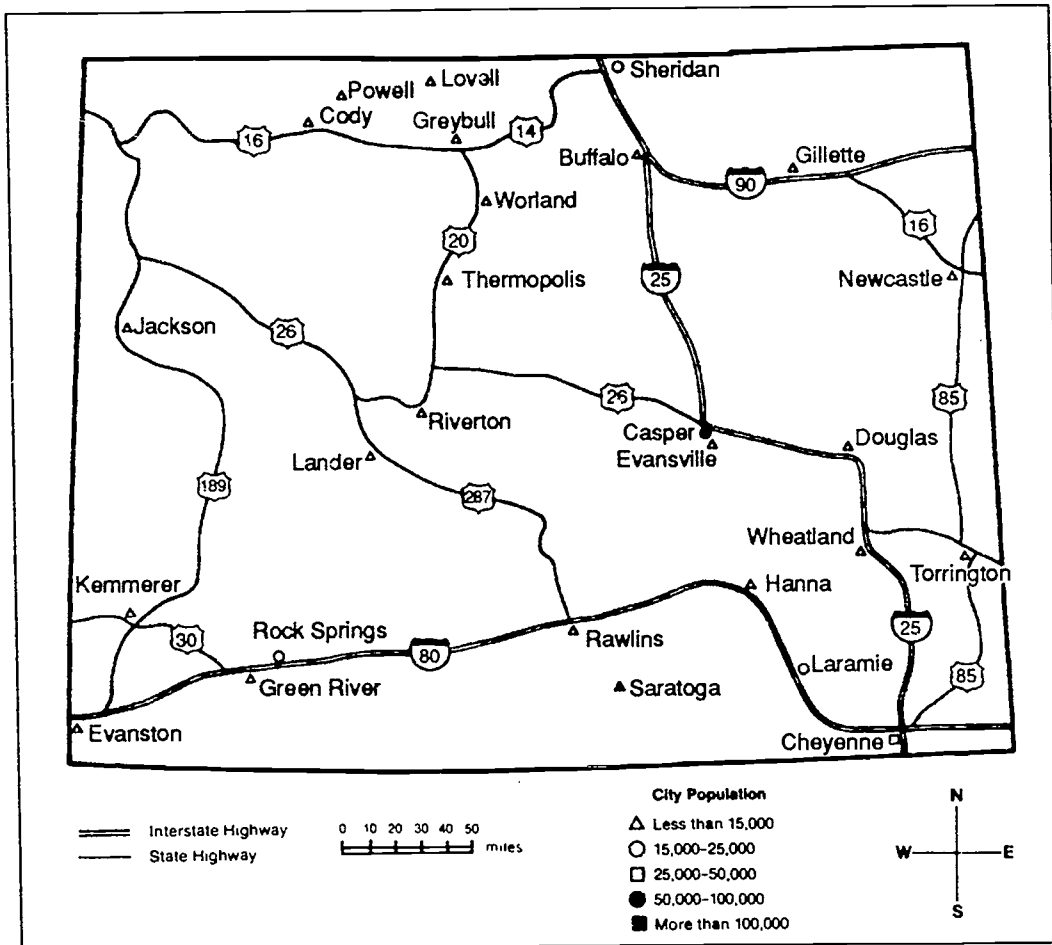 Sheridan
Lovell
Powell
Cody
Greybull
14
16
Buffalo
Gillette
90
Worland
16
20
25
Thermopolis
Newcastle
Jackson
26
26
85
Riverton
Casper
Evansville
Douglas
Lander
189
287
Wheatland
Torrington
Kemmerer
Hanna
30
Rock Springs
80
Rawlins
25
Laramie
85
Green River
Saratoga
Evanston
Cheyenne
Interstate Highway
State Highway
0 10 20 30 40 50
miles
City Population
Less than 15,000
15,000-25,000
25,000-50,000
50,000-100,000
More than 100,000
N
W E
S